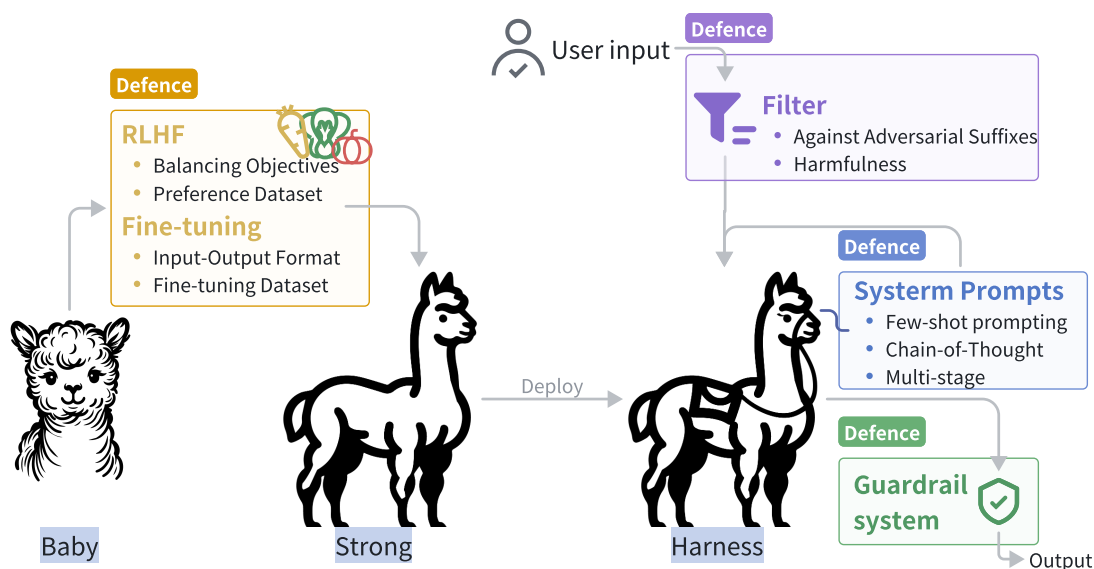 Defence
User input
Defence
RLHF
Balancing Objectives
Preference Dataset
Fine-tuning
Input-Output Format
Fine-tuning Dataset
Filter
Against Adversarial Suffixes
Harmfulness
Defence
Systerm Prompts
Few-shot prompting
Chain-of-Thought
Multi-stage
Deploy
Defence
Guardrail
system
Baby
Strong
Harness
Output